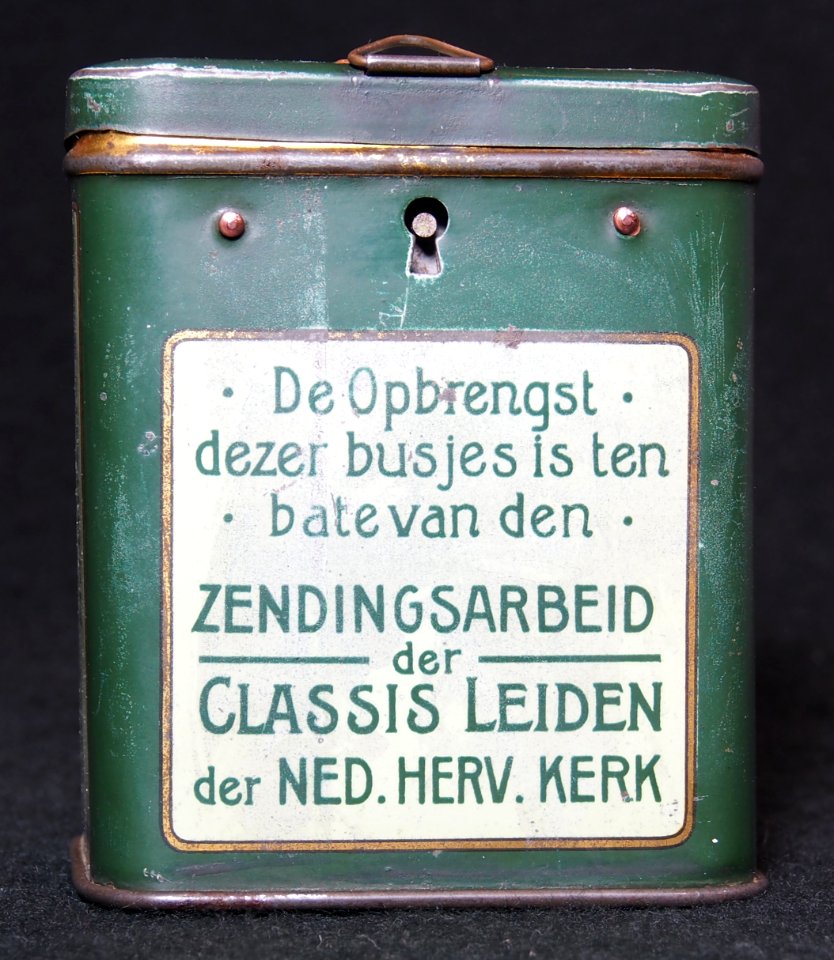 · De Opbrengst ·
dezer busjes is ten
· bate van den ·
ZENDINGSARBEID
der
CLASSIS LEIDEN
der NED. HERV. KERK